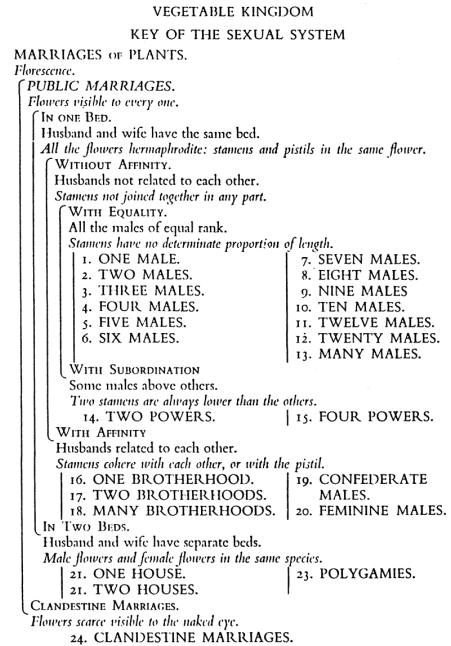 VEGETABLE KINGDOM
KEY OF THE SEXUAL SYSTEM
MARRIAGES OF PLANTS.
Florescence.
PUBLIC MARRIAGES.
Flowers visible to every one.
IN ONE BED.
Husband and wife have the same bed.
All the flowers hermaphrodite: stamens and pistils in the same flower.
WITHOUT AFFINITY.
Husbands not related to each other.
Stamens not joined together in any part.
WITH EQUALITY.
All the males of equal rank.
Stamens have no determinate proportion of length.
1. ONE MALE.
2. TWO MALES.
3. THREE MALES.
4. FOUR MALES.
5. FIVE MALES.
6. SIX MALES.
7. SEVEN MALES.
8. EIGHT MALES.
9. NINE MALES
10. TEN MALES.
11. TWELVE MALES.
12. TWENTY MALES.
13. MANY MALES.
WITH SUBORDINATION
Some males above others.
Two stamens are always lower than the others.
14. TWO POWERS.
15. FOUR POWERS.
WITH AFFINITY
Husbands related to each other.
Stamens cohere with each other, or with the pistil.
16. ONE BROTHERHOOD.
17. TWO BROTHERHOODS.
18. MANY BROTHERHOODS.
19. CONFEDERATE
MALES.
20. FEMININE MALES.
IN TWO BEDS.
Husband and wife have separate beds.
Male flowers and female flowers in the same species.
21. ONE HOUSE.
21. TWO HOUSES.
23. POLYGAMIES.
CLANDESTINE MARRIAGES.
Flowers scarce visible to the naked eye.
24. CLANDESTINE MARRIAGES.